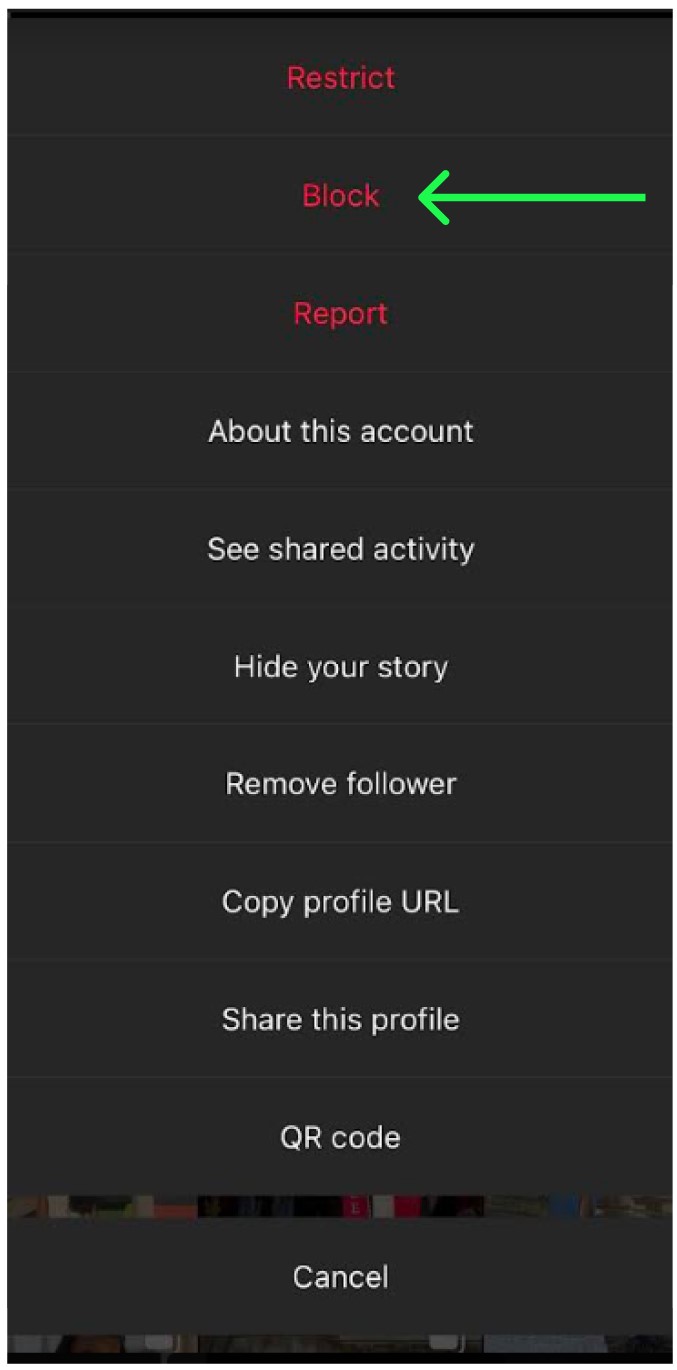 Restrict
Block
Report
About this account
See shared activity
Hide your story
Remove follower
Copy profile URL
Share this profile
QR code
Cancel